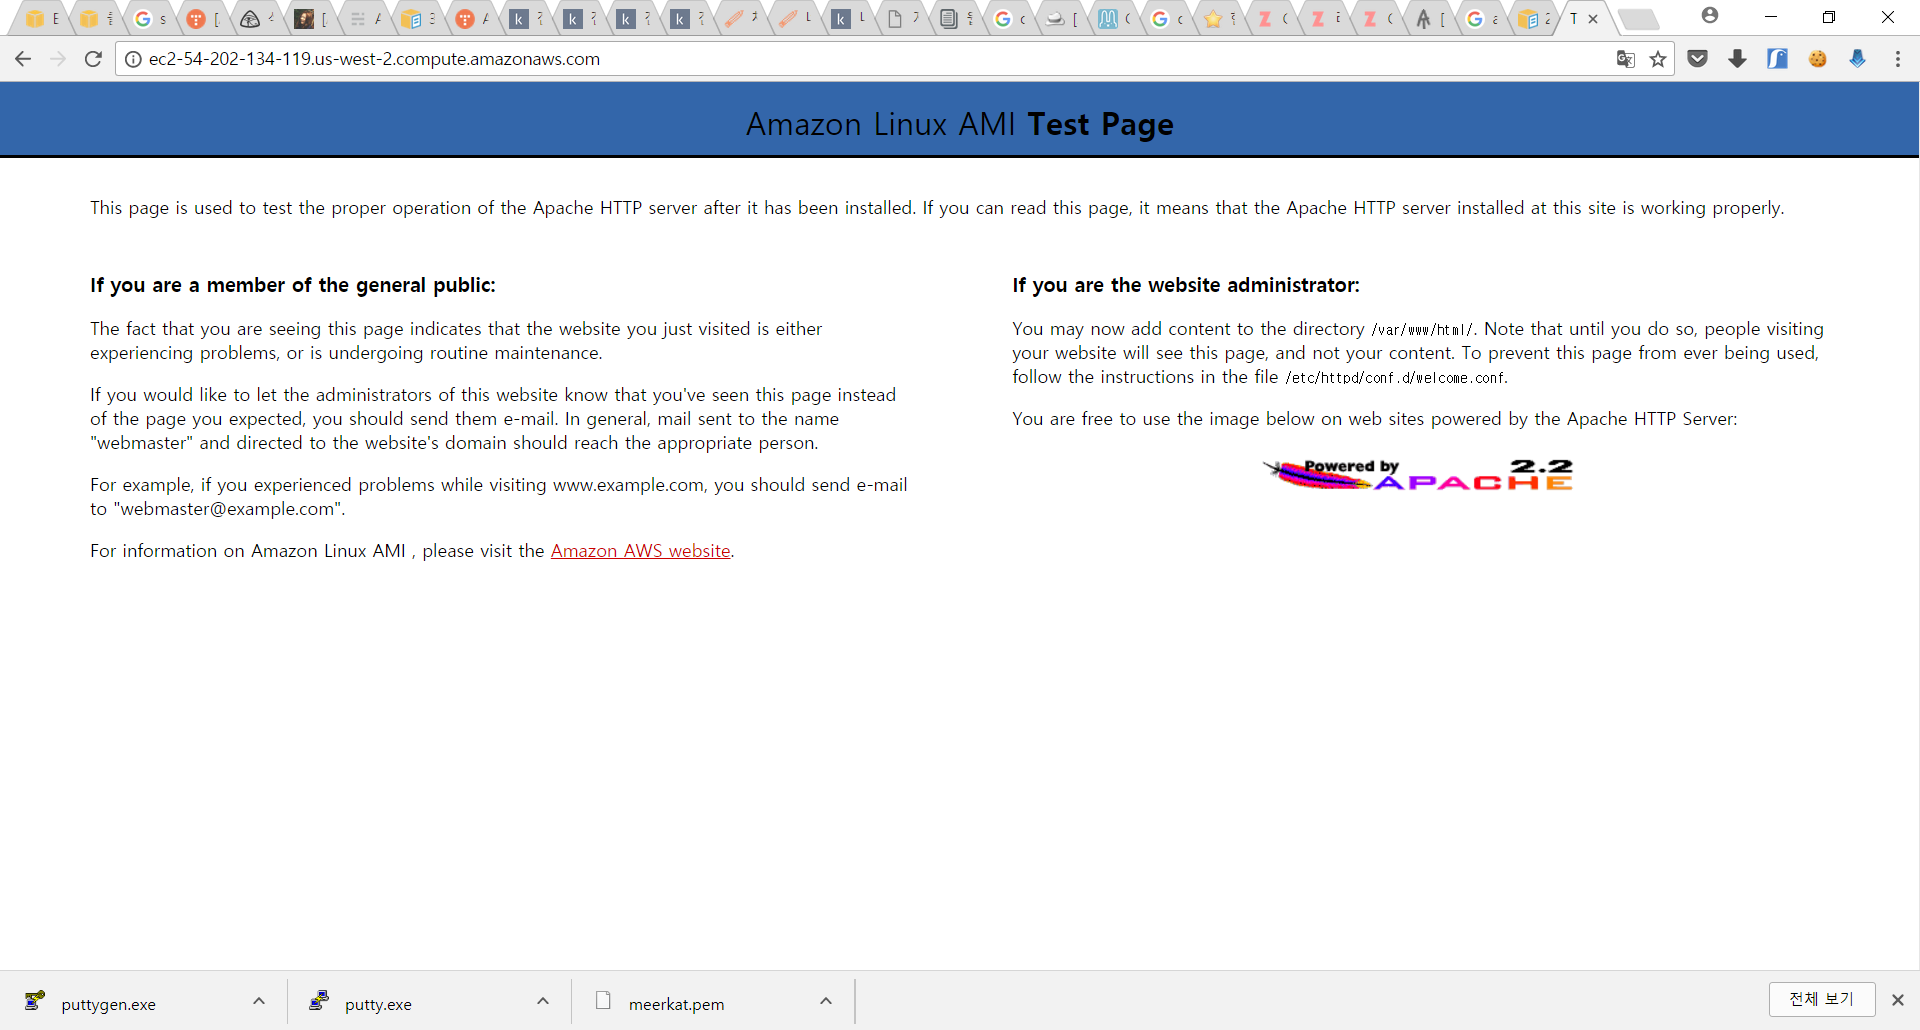 ec2-54-202-134-119.us-west-2.compute.amazonaws.com
Amazon Linux AMI Test Page
This page is used to test the proper operation of the Apache HTTP server after it has been installed. If you can read this page, it means that the Apache HTTP server installed at this site is working properly.
If you are a member of the general public:
The fact that you are seeing this page indicates that the website you just visited is either
experiencing problems, or is undergoing routine maintenance.
If you would like to let the administrators of this website know that you've seen this page instead
of the page you expected, you should send them e-mail. In general, mail sent to the name
"webmaster" and directed to the website's domain should reach the appropriate person.
For example, if you experienced problems while visiting www.example.com, you should send e-mail
to "webmaster@example.com".
For information on Amazon Linux AMI , please visit the Amazon AWS website.
If you are the website administrator:
You may now add content to the directory /var/www/html/. Note that until you do so, people visiting
your website will see this page, and not your content. To prevent this page from ever being used,
follow the instructions in the file /etc/httpd/conf.d/welcome.conf.
You are free to use the image below on web sites powered by the Apache HTTP Server:
Powered by 2.2
APACHE
puttygen.exe
putty.exe
meerkat.pem
전체 보기